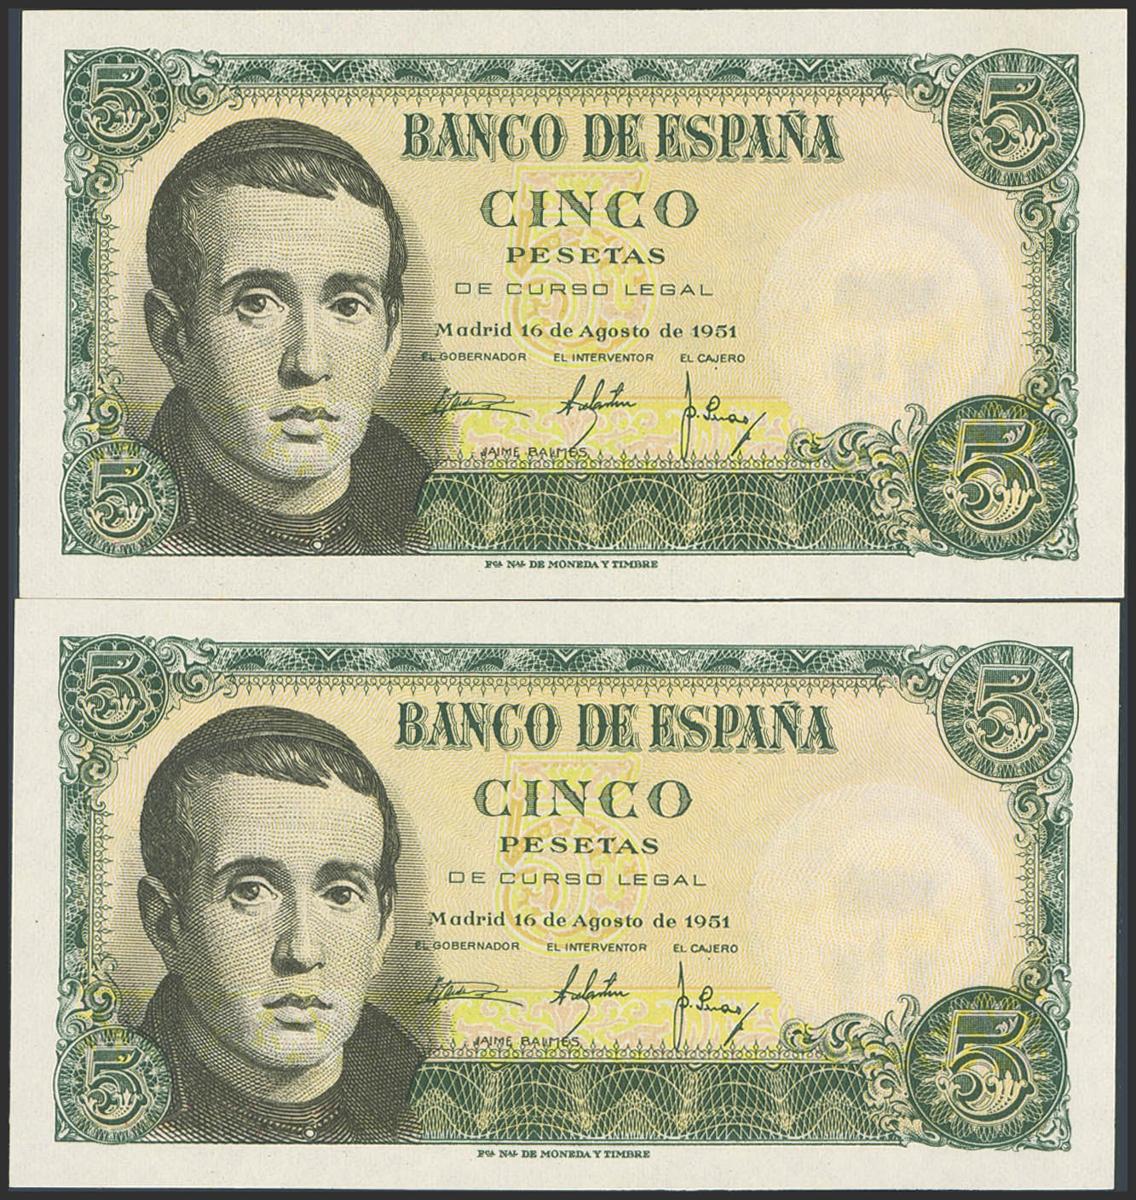 5 5
BANCO DE ESPAÑA
CINCO
PESETAS
DE CURSO LEGAL
Madrid 16 de Agosto de 1951
EL GOBERNADOR EL INTERVENTOR EL CAJERO
JAIME BALMES
5 5
Fca. Nal. DE MONEDA Y TIMBRE
5 5
BANCO DE ESPAÑA
CINCO
PESETAS
DE CURSO LEGAL
Madrid 16 de Agosto de 1951
EL GOBERNADOR EL INTERVENTOR EL CAJERO
JAIME BALMES
5 5
Fca. Nal. DE MONEDA Y TIMBRE